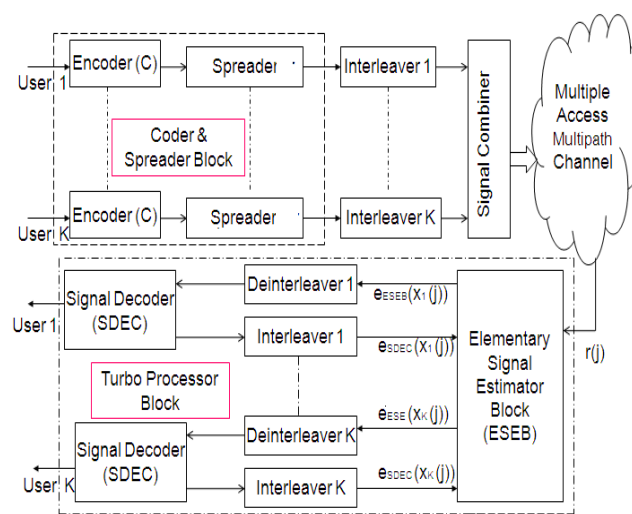 Encoder (C)
Spreader
Interleaver 1
User 1
Coder &
Spreader Block
Signal Combiner
Multiple
Access
Multipath
Channel
Encoder (C)
Spreader
Interleaver K
User K
Deinterleaver 1
eESEB(x1(j)
Signal Decoder
(SDEC)
User 1
Interleaver 1
eSDEC(x1(j))
Elementary
Signal
Estimator
Block
(ESEB)
r(j)
Turbo Processor
Block
eESE(xK(j))
Deinterleaver K
Signal Decoder
(SDEC)
User K
Interleaver K
eSDEC(xK(j))